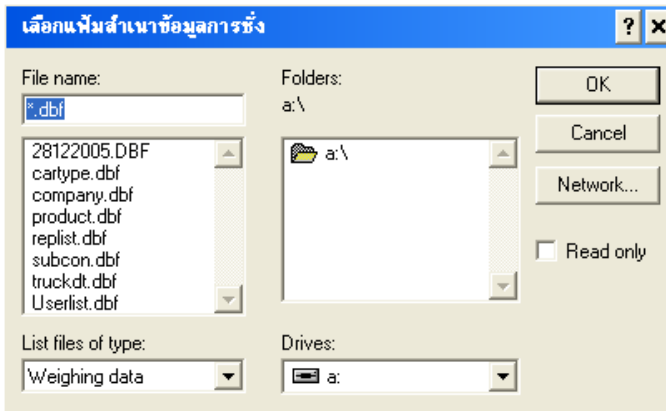 เลือกแฟ้มสำเนาข้อมูลการชั่ง
File name:
*.dbf
28122005.DBF
cartype.dbf
company.dbf
product.dbf
replist.dbf
subcon.dbf
truckdt.dbf
Userlist.dbf
List files of type:
Weighing data
Folders:
a:\
a:\
Drives:
a:
OK
Cancel
Network...
Read only